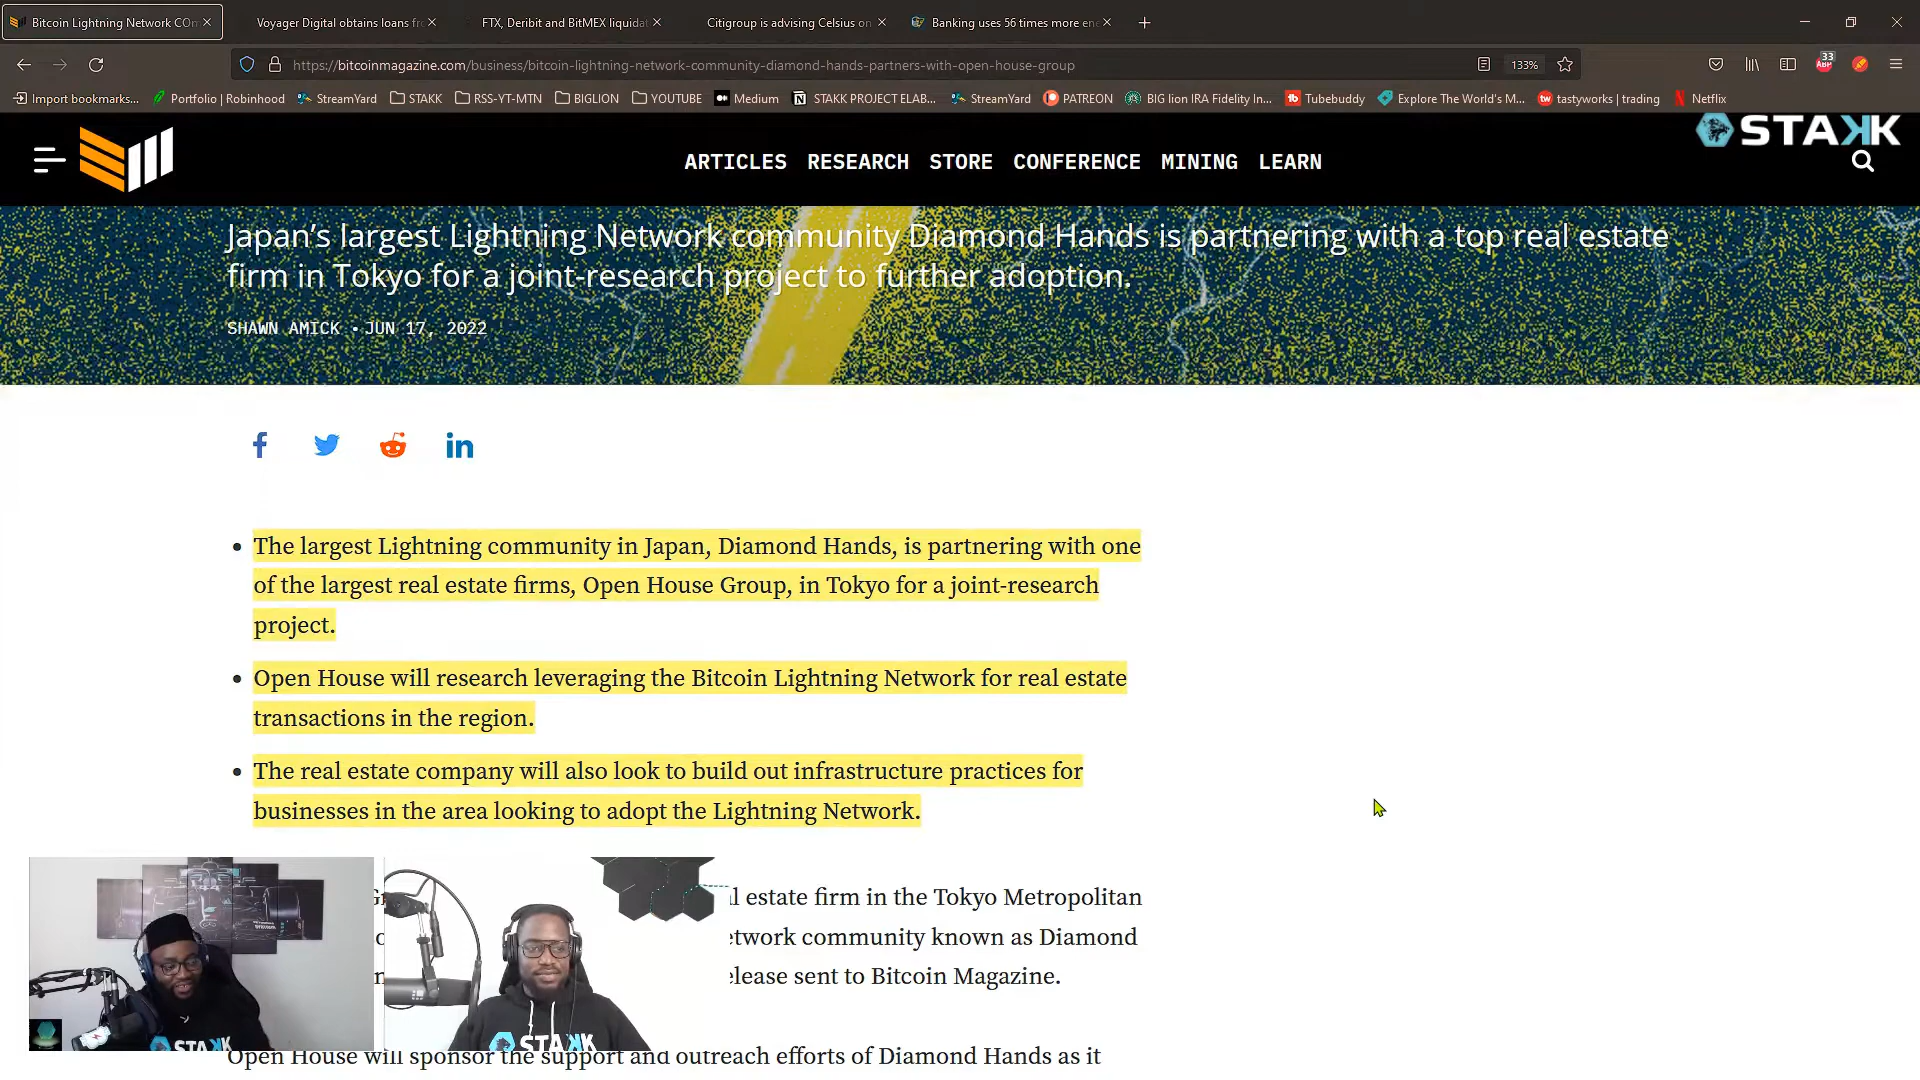 Bitcoin Lightning Network COm
Voyager Digital obtains loans fr
FTX, Deribit and BitMEX liquidat
Citigroup is advising Celsius on
Banking uses 56 times more ene
https://bitcoinmagazine.com/business/bitcoin-lightning-network-community-diamond-hands-partners-with-open-house-group
133%
33
ABP
Import bookmarks...
Portfolio | Robinhood
StreamYard
STAKK
RSS-YT-MTN
BIGLION
YOUTUBE
Medium
STAKK PROJECT ELAB...
StreamYard
PATREON
BIG lion IRA Fidelity In...
Tubebuddy
Explore The World's M...
tastyworks | trading
Netflix
STAKK
ARTICLES RESEARCH STORE CONFERENCE MINING LEARN
Japan’s largest Lightning Network community Diamond Hands is partnering with a top real estate
firm in Tokyo for a joint-research project to further adoption.
SHAWN AMICK • JUN 17, 2022
The largest Lightning community in Japan, Diamond Hands, is partnering with one
of the largest real estate firms, Open House Group, in Tokyo for a joint-research
project.
Open House will research leveraging the Bitcoin Lightning Network for real estate
transactions in the region.
The real estate company will also look to build out infrastructure practices for
businesses in the area looking to adopt the Lightning Network.
l estate firm in the Tokyo Metropolitan
etwork community known as Diamond
elease sent to Bitcoin Magazine.
STAKK
STAKK
Open House will sponsor the support and outreach efforts of Diamond Hands as it